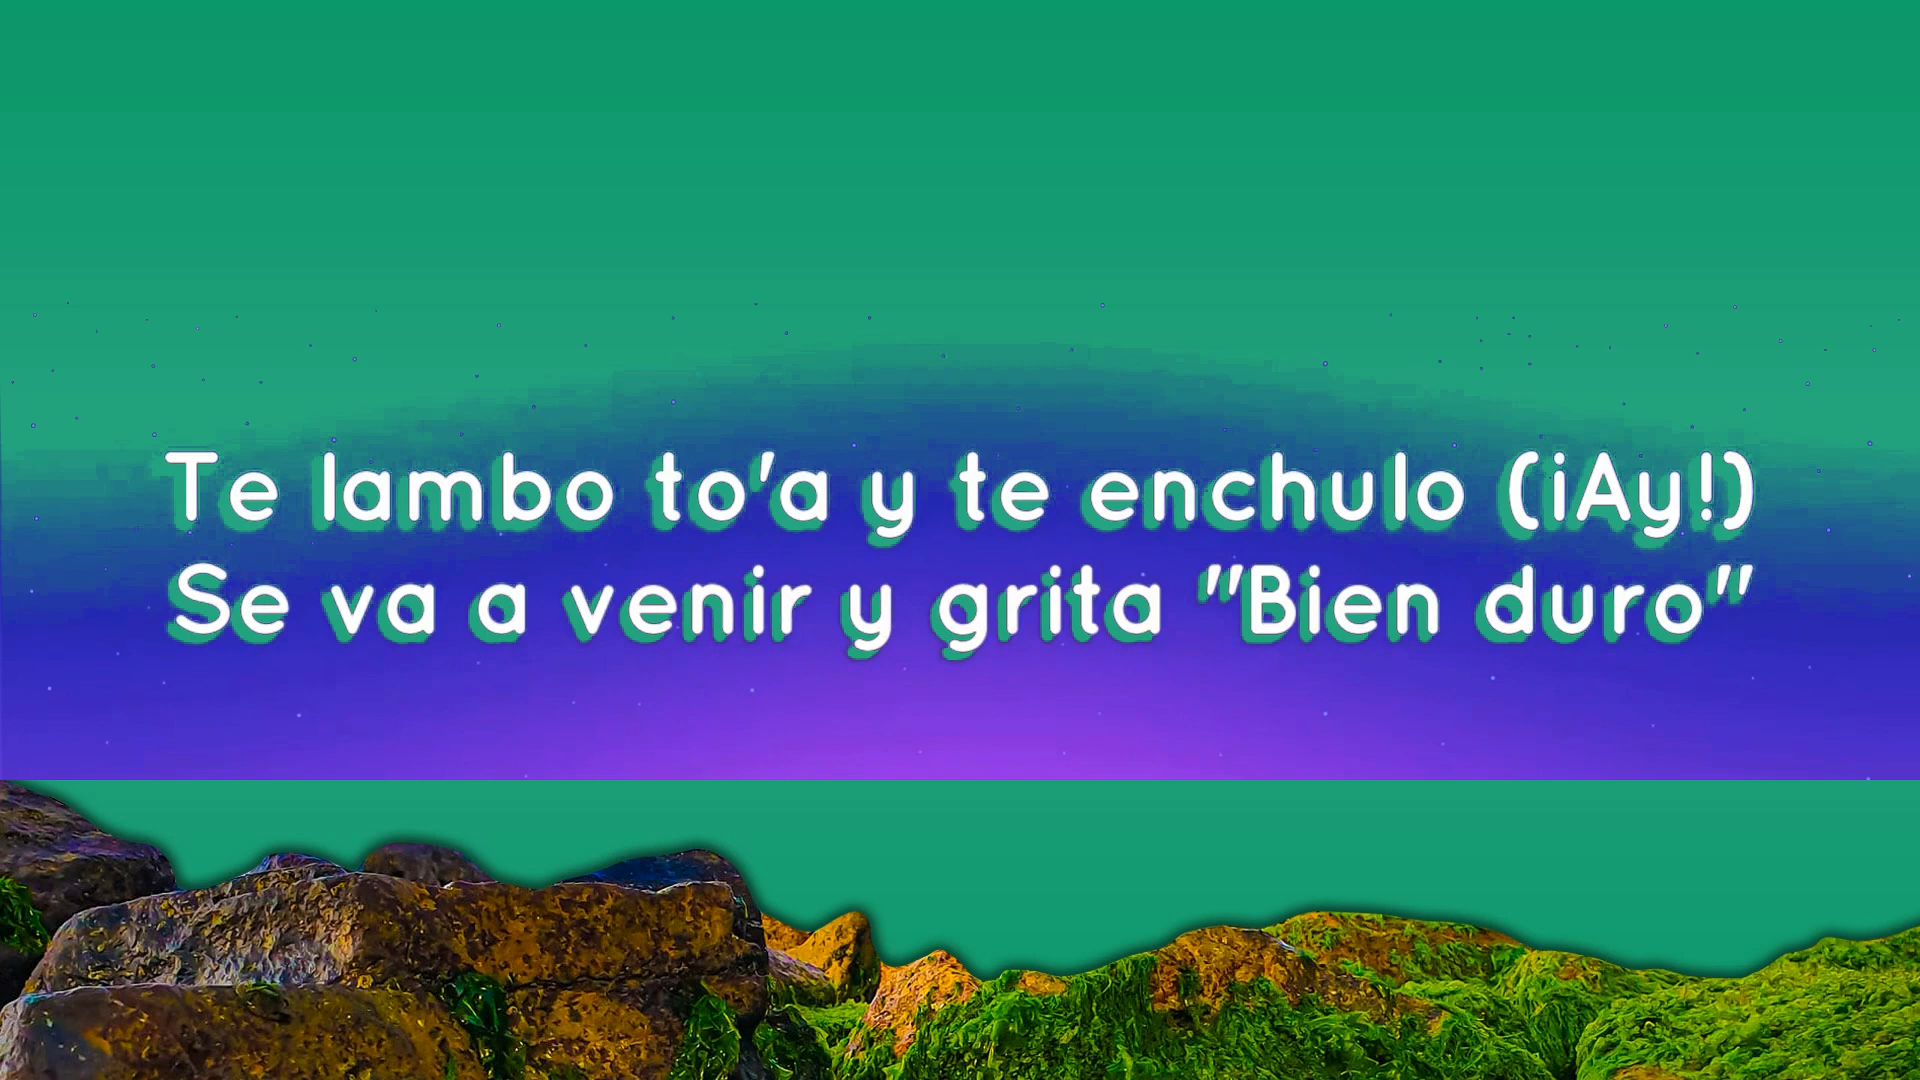 Te lambo to'a y te enchulo (¡Ay!)
Se va a venir y grita "Bien duro"